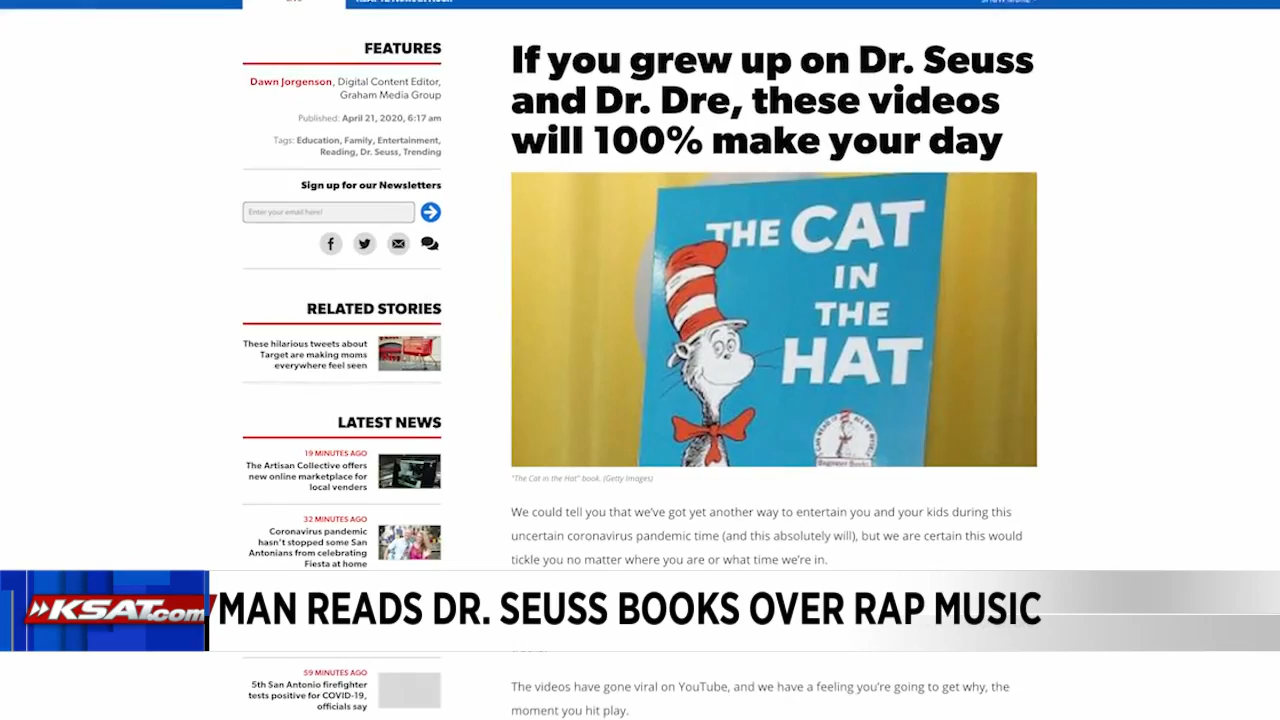 FEATURES
Dawn Jorgenson, Digital Content Editor,
Graham Media Group
Published: April 21, 2020, 6:17 am
Tags: Education, Family, Entertainment,
Reading, Dr. Seuss, Trending
Sign up for our Newsletters
Enter your email here!
RELATED STORIES
These hilarious tweets about
Target are making moms
everywhere feel seen
LATEST NEWS
19 MINUTES AGO
The Artisan Collective offers
new online marketplace for
local venders
32 MINUTES AGO
Coronavirus pandemic
hasn't stopped some San
Antonians from celebrating
Fiesta at home
If you grew up on Dr. Seuss
and Dr. Dre, these videos
will 100% make your day
THE CAT
IN
THE
HAT
"The Cat in the Hat" book. (Getty Images)
We could tell you that we've got yet another way to entertain you and your kids during this
uncertain coronavirus pandemic time (and this absolutely will), but we are certain this would
tickle you no matter where you are or what time we're in.
KSAT.com
MAN READS DR. SEUSS BOOKS OVER RAP MUSIC
59 MINUTES AGO
5th San Antonio firefighter
tests positive for COVID-19,
officials say
The videos have gone viral on YouTube, and we have a feeling you're going to get why, the
moment you hit play.